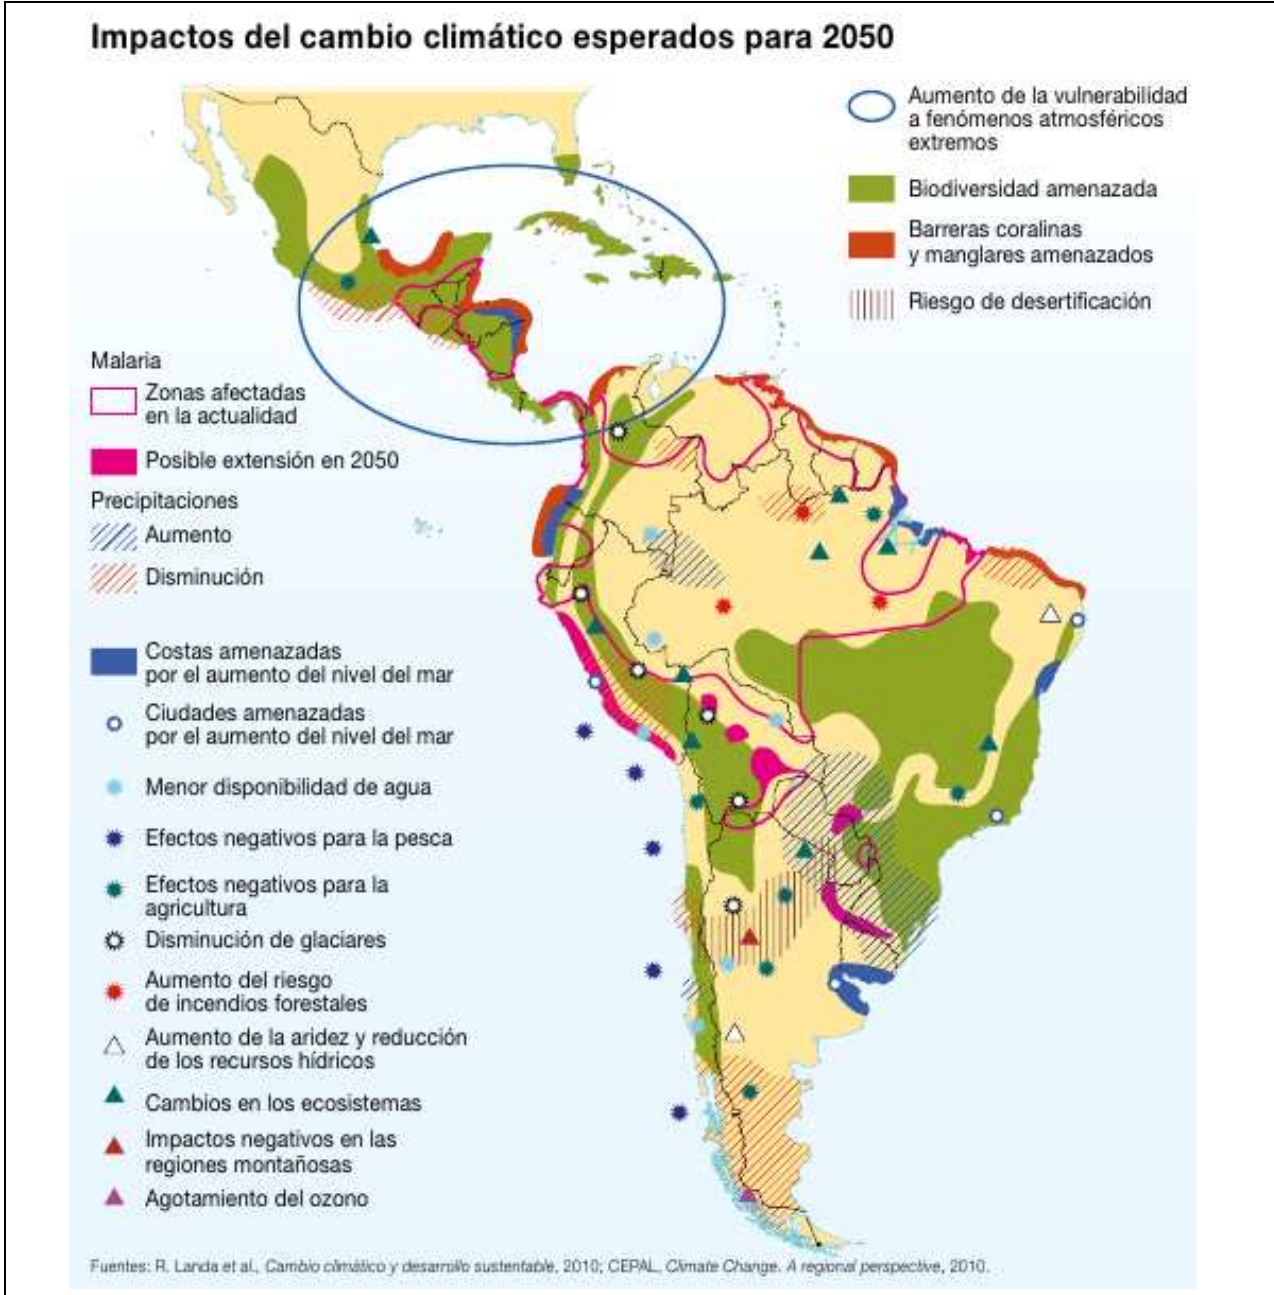 Impactos del cambio climático esperados para 2050
Aumento de la vulnerabilidad
a fenómenos atmosféricos
extremos
Biodiversidad amenazada
Barreras coralinas
y manglares amenazados
Riesgo de desertificación
Malaria
Zonas afectadas
en la actualidad
Posible extensión en 2050
Precipitaciones
Aumento
Disminución
Costas amenazadas
por el aumento del nivel del mar
Ciudades amenazadas
por el aumento del nivel del mar
Menor disponibilidad de agua
Efectos negativos para la pesca
Efectos negativos para la
agricultura
Disminución de glaciares
Aumento del riesgo
de incendios forestales
Aumento de la aridez y reducción
de los recursos hídricos
Cambios en los ecosistemas
Impactos negativos en las
regiones montañosas
Agotamiento del ozono
Fuentes: R. Landa et al., Cambio climático y desarrollo sustentable, 2010; CEPAL, Climate Change. A regional perspective, 2010.